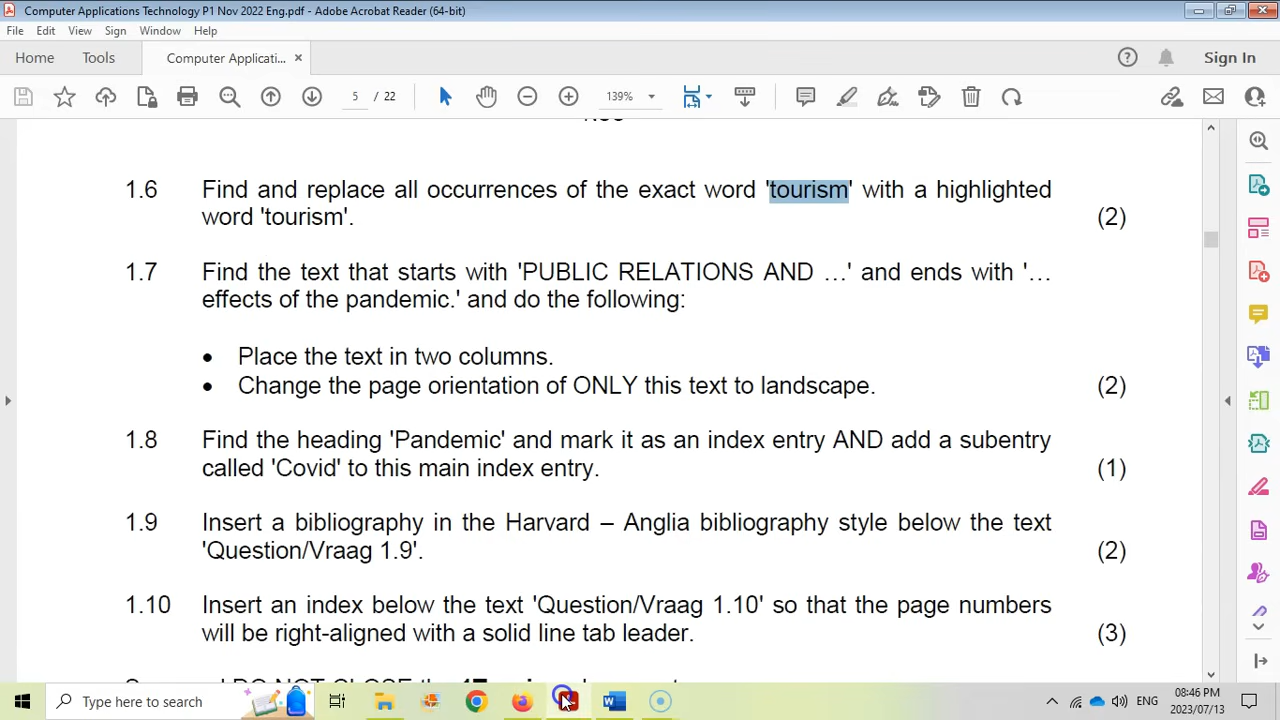 Computer Applications Technology P1 Nov 2022 Eng.pdf - Adobe Acrobat Reader (64-bit)
File Edit View Sign Window Help
Home Tools Computer Applicati... × Sign In
5 / 22 139%
1.6 Find and replace all occurrences of the exact word 'tourism' with a highlighted
word 'tourism'. (2)
1.7 Find the text that starts with 'PUBLIC RELATIONS AND …' and ends with '…
effects of the pandemic.' and do the following:
• Place the text in two columns.
• Change the page orientation of ONLY this text to landscape. (2)
1.8 Find the heading 'Pandemic' and mark it as an index entry AND add a subentry
called 'Covid' to this main index entry. (1)
1.9 Insert a bibliography in the Harvard – Anglia bibliography style below the text
'Question/Vraag 1.9'. (2)
1.10 Insert an index below the text 'Question/Vraag 1.10' so that the page numbers
will be right-aligned with a solid line tab leader. (3)
Type here to search ENG 08:46 PM
2023/07/13